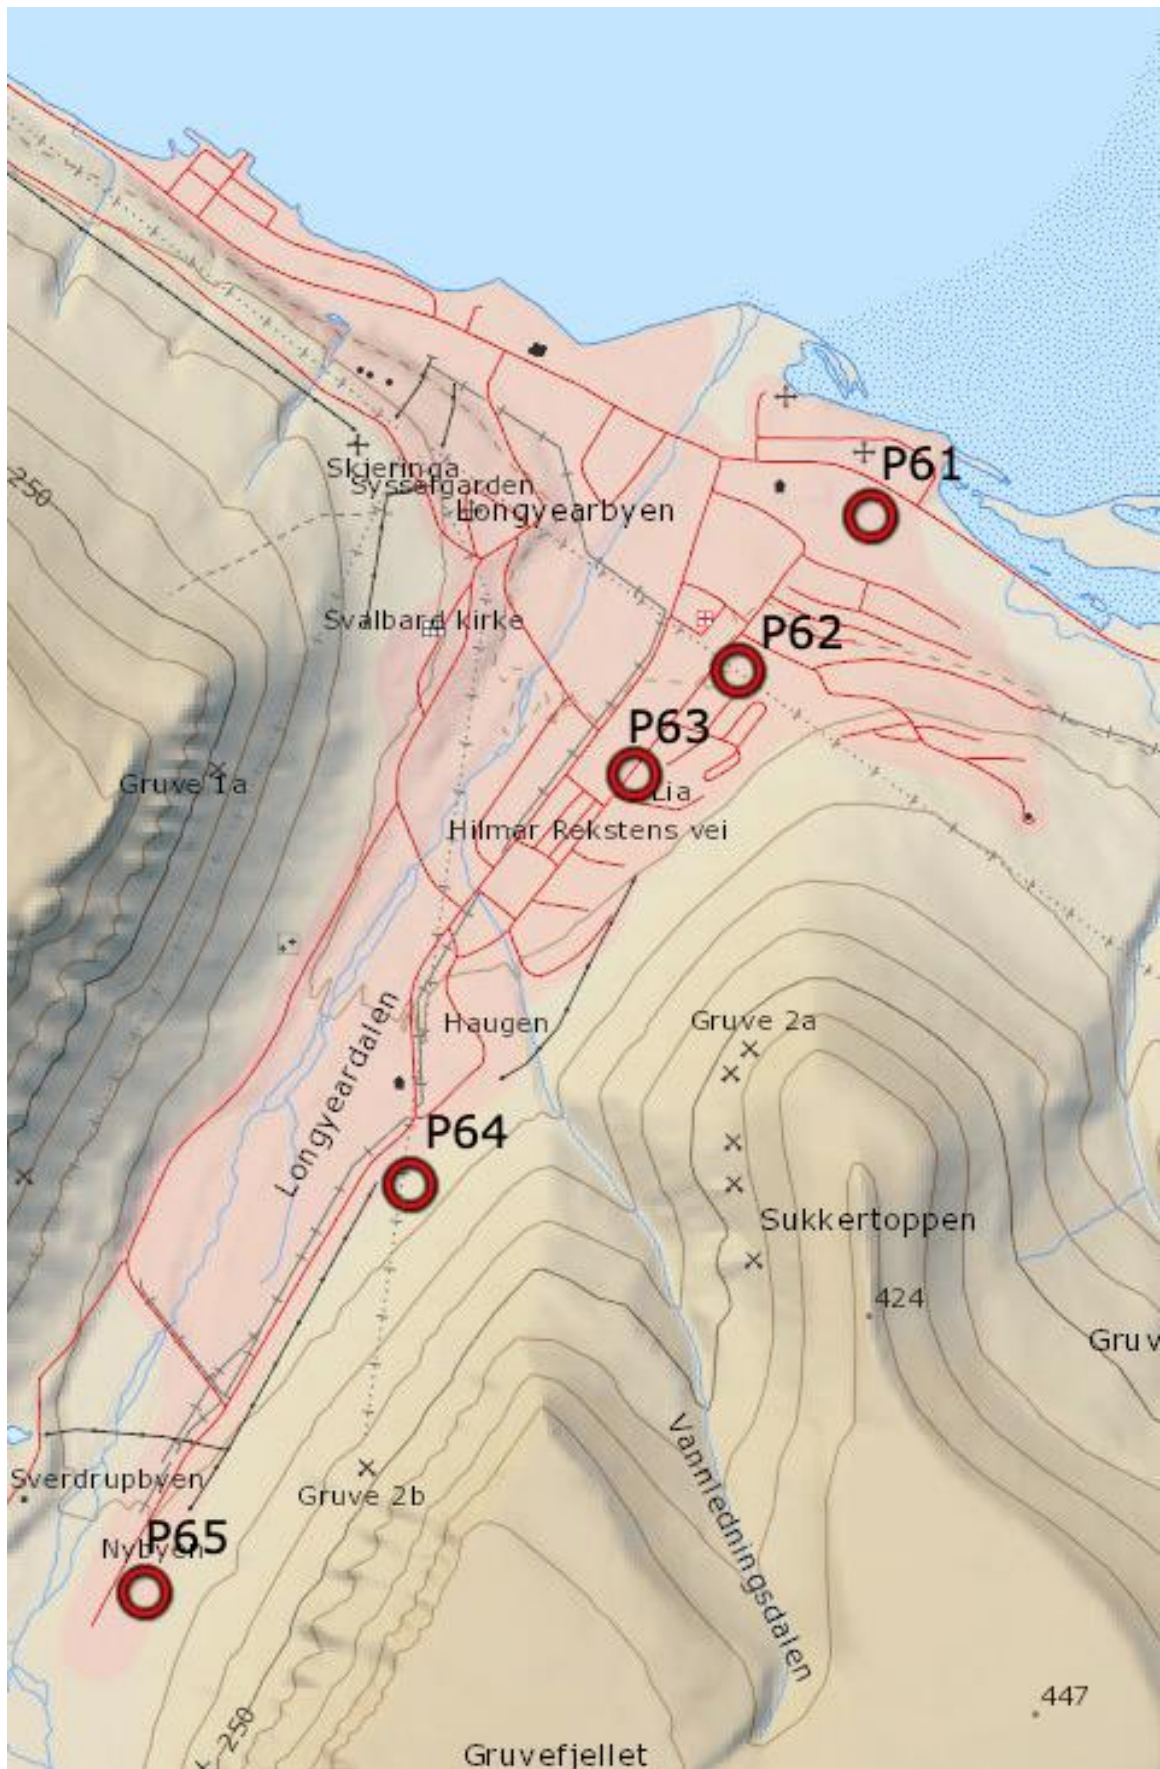 P61
Skjeringa
Sysselgarden
250
Longyearbyen
Svalbard kirke
P62
P63
Gruve 1a
Lia
Hilmar Rekstens vei
Haugen
Gruve 2a
Longyeardalen
P64
Sukkertoppen
424
Gruv
Vannledningsdalen
Sverdrupbyen
Gruve 2b
P65
Nybyen
447
250
Gruvefjellet